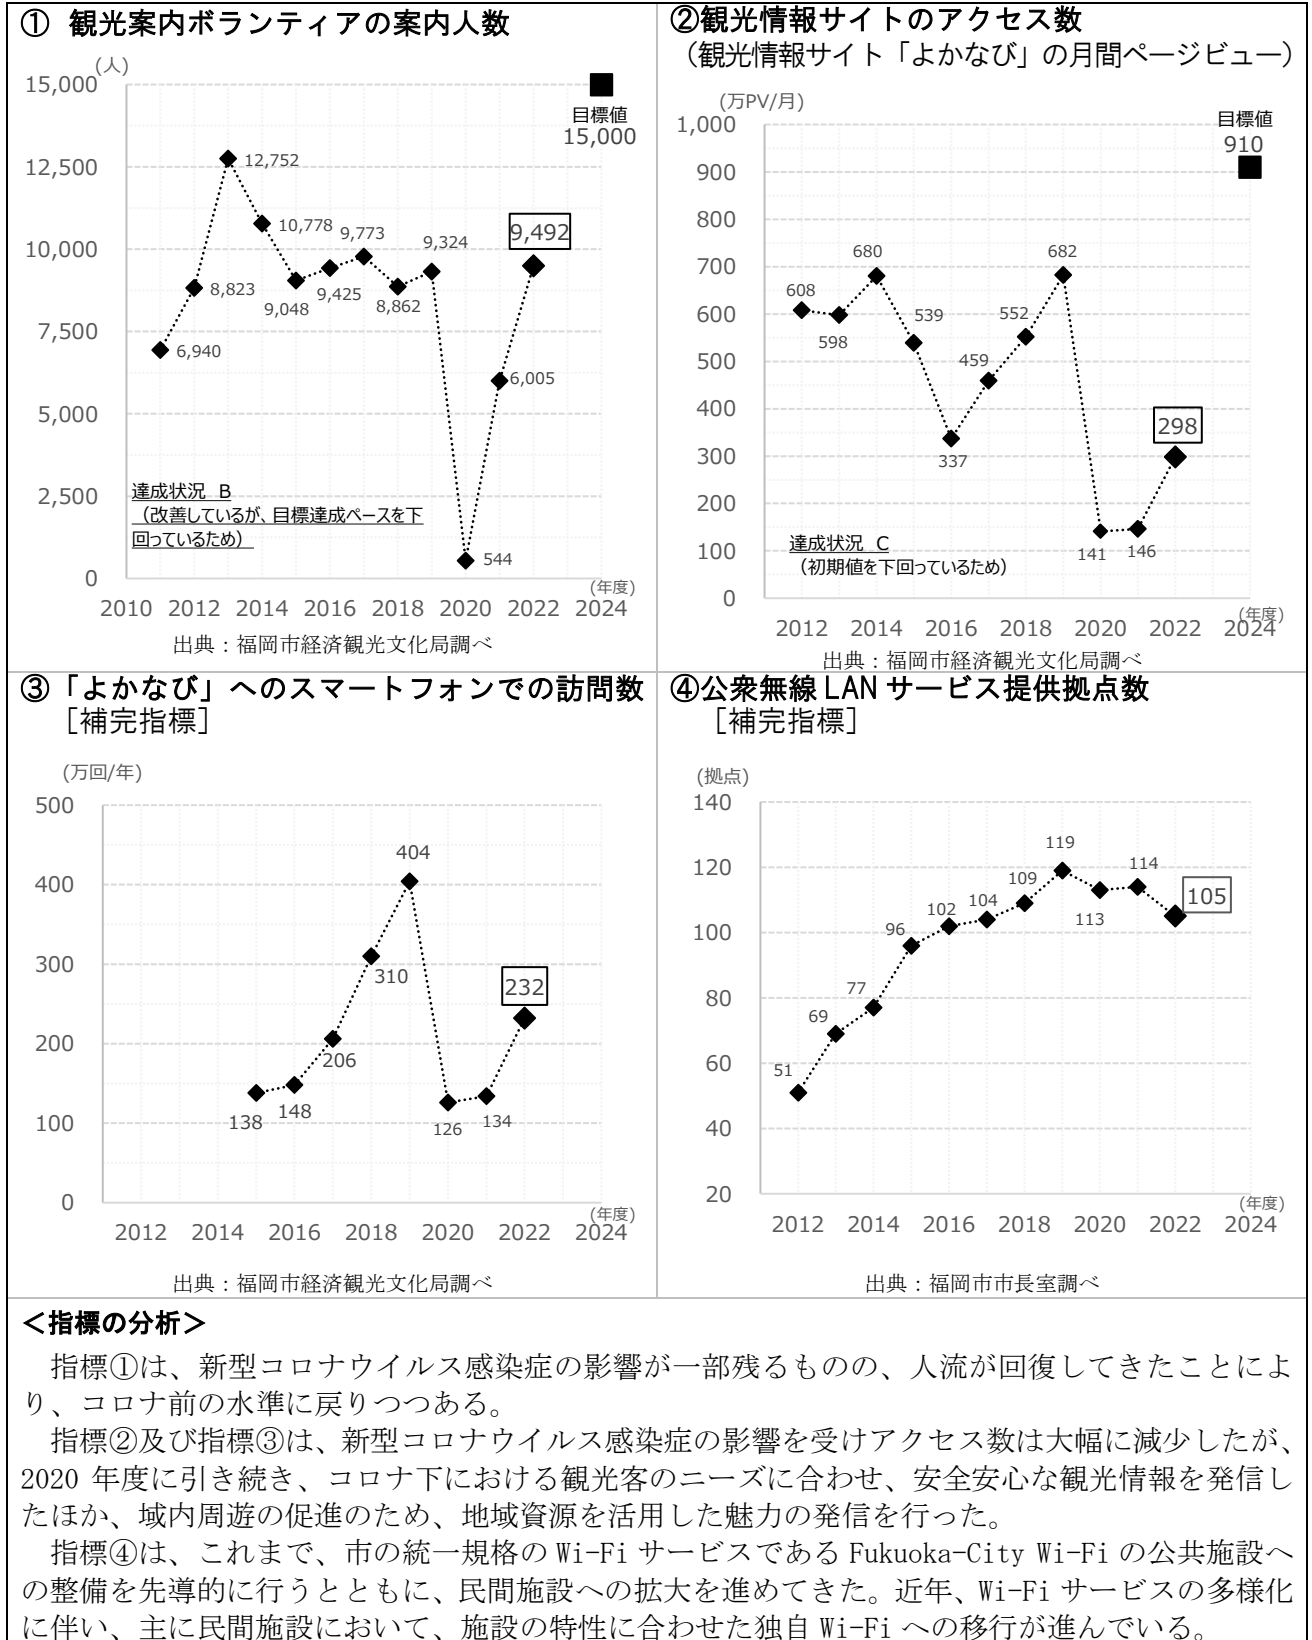 ① 観光案内ボランティアの案内人数
(人)
15,000
12,500
10,000
7,500
5,000
2,500
0
目標値
15,000
12,752
10,778
9,773
9,324
9,492
8,823
9,048
9,425
8,862
6,940
6,005
544
達成状況 B
（改善しているが、目標達成ペースを下
回っているため）
(年度)
2010 2012 2014 2016 2018 2020 2022 2024
出典：福岡市経済観光文化局調べ
②観光情報サイトのアクセス数
（観光情報サイト「よかなび」の月間ページビュー）
(万PV/月)
1,000
900
800
700
600
500
400
300
200
100
0
目標値
910
608
598
680
539
337
459
552
682
141
146
298
達成状況 C
（初期値を下回っているため）
(年度)
2012 2014 2016 2018 2020 2022 2024
出典：福岡市経済観光文化局調べ
③「よかなび」へのスマートフォンでの訪問数
［補完指標］
(万回/年)
500
400
300
200
100
0
138
148
206
310
404
126
134
232
(年度)
2012 2014 2016 2018 2020 2022 2024
出典：福岡市経済観光文化局調べ
④公衆無線 LAN サービス提供拠点数
［補完指標］
(拠点)
140
120
100
80
60
40
20
51
69
77
96
102
104
109
119
113
114
105
(年度)
2012 2014 2016 2018 2020 2022 2024
出典：福岡市市長室調べ
＜指標の分析＞
指標①は、新型コロナウイルス感染症の影響が一部残るものの、人流が回復してきたことによ
り、コロナ前の水準に戻りつつある。
指標②及び指標③は、新型コロナウイルス感染症の影響を受けアクセス数は大幅に減少したが、
2020 年度に引き続き、コロナ下における観光客のニーズに合わせ、安全安心な観光情報を発信し
たほか、域内周遊の促進のため、地域資源を活用した魅力の発信を行った。
指標④は、これまで、市の統一規格の Wi-Fi サービスである Fukuoka-City Wi-Fi の公共施設へ
の整備を先導的に行うとともに、民間施設への拡大を進めてきた。近年、Wi-Fi サービスの多様化
に伴い、主に民間施設において、施設の特性に合わせた独自 Wi-Fi への移行が進んでいる。